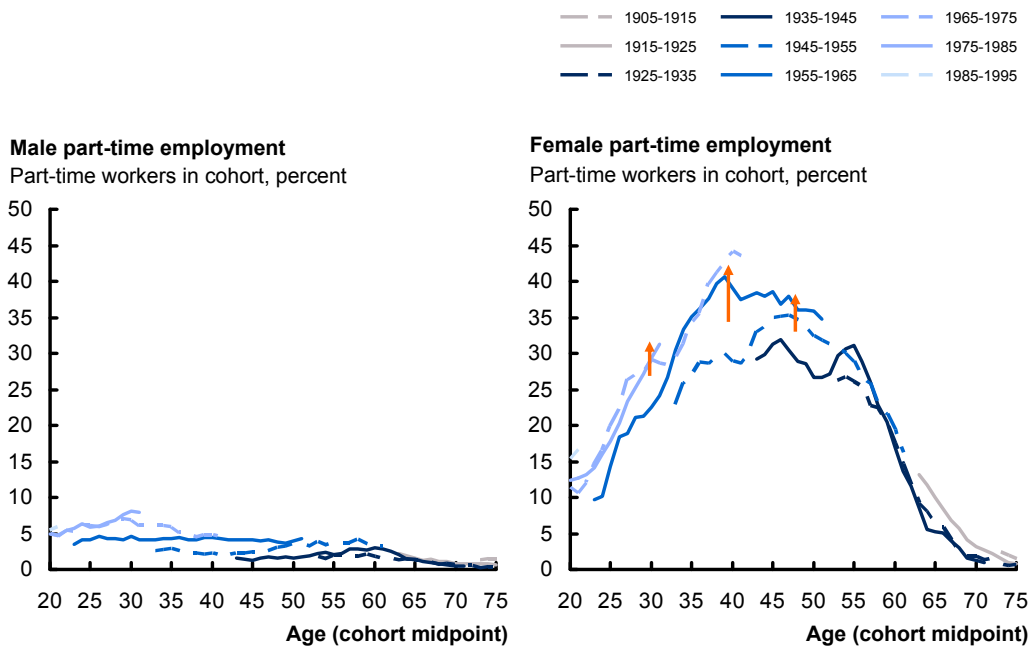 1905-1915 1935-1945 1965-1975
1915-1925 1945-1955 1975-1985
1925-1935 1955-1965 1985-1995
Male part-time employment
Part-time workers in cohort, percent
50
45
40
35
30
25
20
15
10
5
0
20 25 30 35 40 45 50 55 60 65 70 75
Age (cohort midpoint)
Female part-time employment
Part-time workers in cohort, percent
50
45
40
35
30
25
20
15
10
5
0
20 25 30 35 40 45 50 55 60 65 70 75
Age (cohort midpoint)